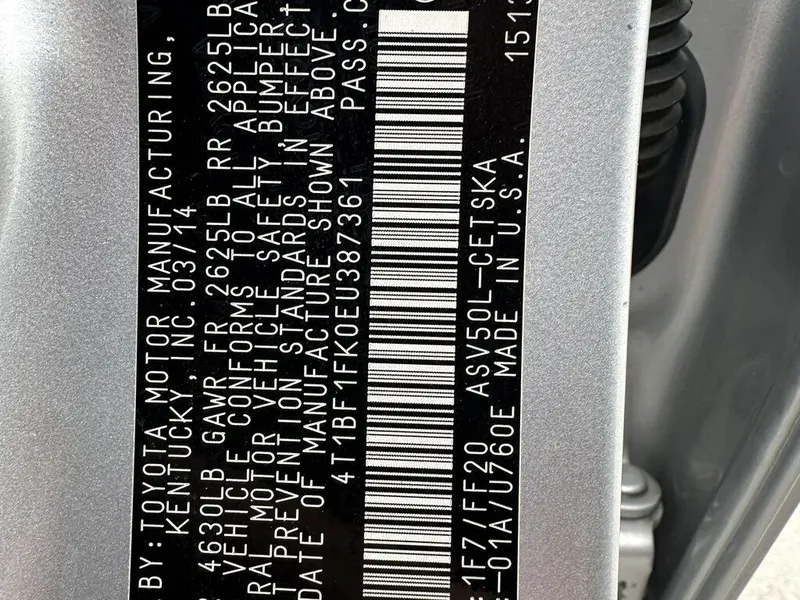 BY:TOYOTA MOTOR MANUFACTURING,
KENTUCKY, INC.03/14
4630LB GAWR FR 2625LB RR 2625LB
VEHICLE CONFORMS TO ALL APPLICA
RAL MOTOR VEHICLE SAFETY, BUMPER,
T PREVENTION STANDARDS IN EFFECT
DATE OF MANUFACTURE SHOWN ABOVE.
4T1BF1FK0EU387361 PASS.C
1F7/FF20 ASV50L-CETSKA
-01A/U760E MADE IN U.S.A. 1513